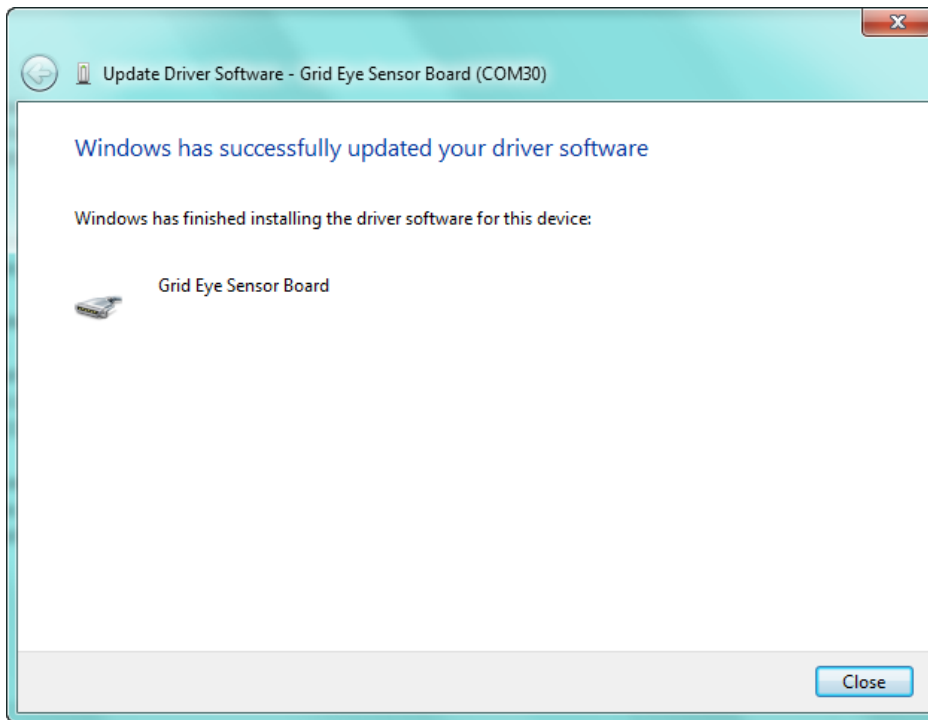 Update Driver Software - Grid Eye Sensor Board (COM30)
Windows has successfully updated your driver software
Windows has finished installing the driver software for this device:
Grid Eye Sensor Board
Close